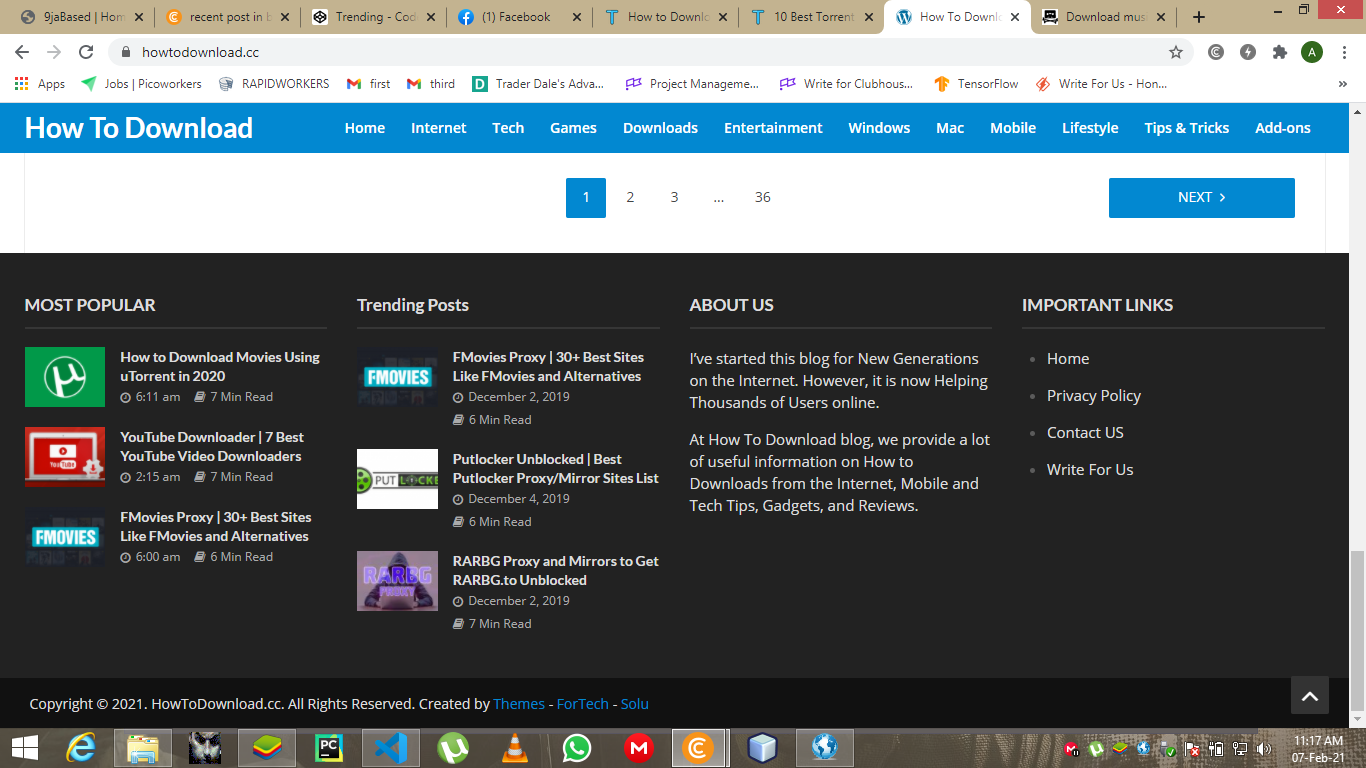 9jaBased | Hom
recent post in b
Trending - Cod
(1) Facebook
How to Downlo
10 Best Torrent
How To Downlo
Download mus
howtodownload.cc
A
Apps
Jobs | Picoworkers
RAPIDWORKERS
first
third
Trader Dale's Adva...
Project Manageme...
Write for Clubhous...
TensorFlow
Write For Us - Hon...
How To Download
Home
Internet
Tech
Games
Downloads
Entertainment
Windows
Mac
Mobile
Lifestyle
Tips & Tricks
Add-ons
1
2
3
...
36
NEXT
MOST POPULAR
How to Download Movies Using
uTorrent in 2020
6:11 am 7 Min Read
YouTube
YouTube Downloader | 7 Best
YouTube Video Downloaders
2:15 am 7 Min Read
FMOVIES
FMovies Proxy | 30+ Best Sites
Like FMovies and Alternatives
6:00 am 6 Min Read
Trending Posts
FMOVIES
FMovies Proxy | 30+ Best Sites
Like FMovies and Alternatives
December 2, 2019
6 Min Read
PUT LOCKE
Putlocker Unblocked | Best
Putlocker Proxy/Mirror Sites List
December 4, 2019
6 Min Read
RARBG
PROXY
RARBG Proxy and Mirrors to Get
RARBG.to Unblocked
December 2, 2019
7 Min Read
ABOUT US
I've started this blog for New Generations
on the Internet. However, it is now Helping
Thousands of Users online.
At How To Download blog, we provide a lot
of useful information on How to
Downloads from the Internet, Mobile and
Tech Tips, Gadgets, and Reviews.
IMPORTANT LINKS
Home
Privacy Policy
Contact US
Write For Us
Copyright © 2021. HowToDownload.cc. All Rights Reserved. Created by Themes - ForTech - Solu
PC
11:17 AM
07-Feb-21